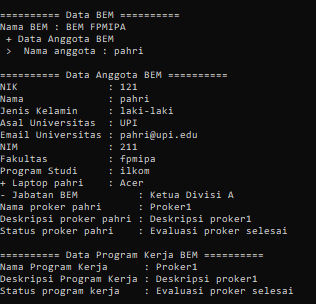 ========== Data BEM ==========
Nama BEM : BEM FPMIPA
+ Data Anggota BEM
> Nama anggota : pahri
========== Data Anggota BEM ==========
NIK : 121
Nama : pahri
Jenis Kelamin : laki-laki
Asal Universitas : UPI
Email Universitas : pahri@upi.edu
NIM : 211
Fakultas : fpmipa
Program Studi : ilkom
+ Laptop pahri : Acer
- Jabatan BEM : Ketua Divisi A
Nama proker pahri : Proker1
Deskripsi proker pahri : Deskripsi proker1
Status proker pahri : Evaluasi proker selesai
========== Data Program Kerja BEM ==========
Nama Program Kerja : Proker1
Deskripsi Program Kerja : Deskripsi proker1
Status program kerja : Evaluasi proker selesai